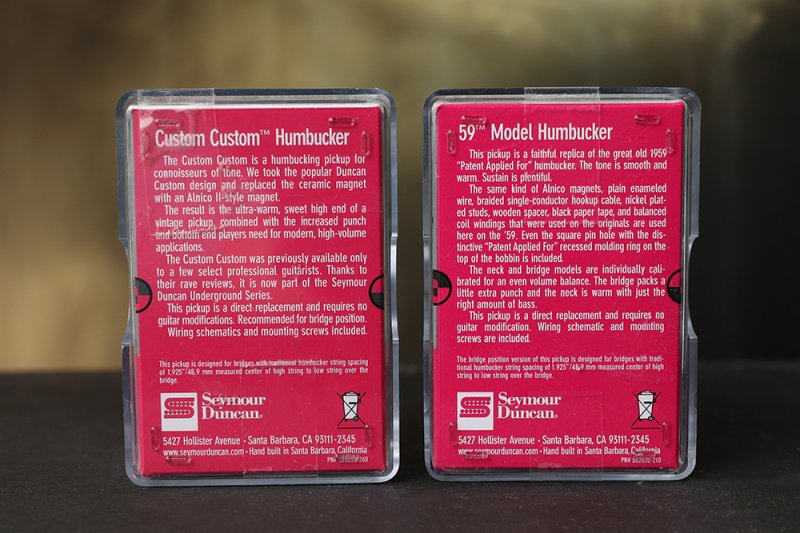 Custom Custom™ Humbucker
The Custom Custom is a humbucking pickup for
connoisseurs of tone. We took the popular Duncan
Custom design and replaced the ceramic magnet
with an Alnico II-style magnet.
The result is the ultra-warm, sweet high end of a
vintage pickup, combined with the increased punch
and bottom end players need for modern, high-volume
applications.
The Custom Custom was previously available only
to a few select professional guitarists. Thanks to
their rave reviews, it is now part of the Seymour
Duncan Underground Series.
This pickup is a direct replacement and requires no
guitar modifications. Recommended for bridge position.
Wiring schematics and mounting screws included.
This pickup is designed for bridges with traditional humbucker string spacing
of 1.925"/48,9 mm measured center of high string to low string over the
bridge.
Seymour
Duncan®
5427 Hollister Avenue · Santa Barbara, CA 93111-2345
www.seymourduncan.com · Hand built in Santa Barbara, California
PN#
59™ Model Humbucker
This pickup is a faithful replica of the great old 1959
"Patent Applied For" humbucker. The tone is smooth and
warm. Sustain is plentiful.
The same kind of Alnico magnets, plain enameled
wire, braided single-conductor hookup cable, nickel plat-
ed studs, wooden spacer, black paper tape, and balanced
coil windings that were used on the originals are used
here on the '59. Even the square pin hole with the dis-
tinctive "Patent Applied For" recessed molding ring on the
top of the bobbin is included.
The neck and bridge models are individually cali-
brated for an even volume balance. The bridge packs a
little extra punch and the neck is warm with just the
right amount of bass.
This pickup is a direct replacement and requires no
guitar modification. Wiring schematic and mointing
screws are included.
The bridge position version of this pickup is designed for bridges with tradi-
tional humbucker string spacing of 1.925"/48,9 mm measured center of high
string to low string over the bridge.
Seymour
Duncan®
5427 Hollister Avenue · Santa Barbara, CA 93111-2345
www.seymourduncan.com · Hand built in Santa Barbara, California
PN#